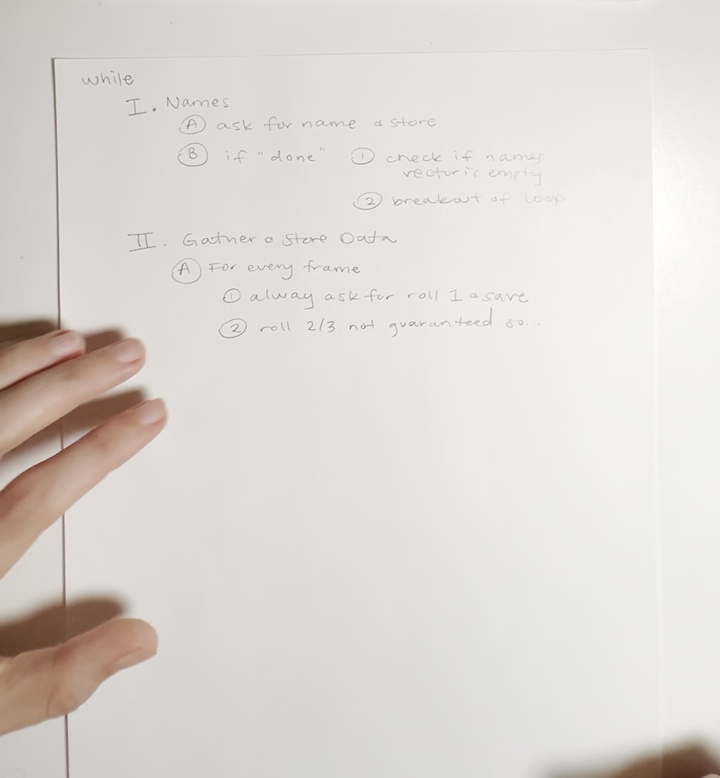 while
I. Names
A ask for name & store
B if "done" 1 check if names
vector is empty
2 breakout of loop
II. Gather & Store Data
A For every frame
1 alway ask for roll 1 & save
2 roll 2/3 not guaranteed so...